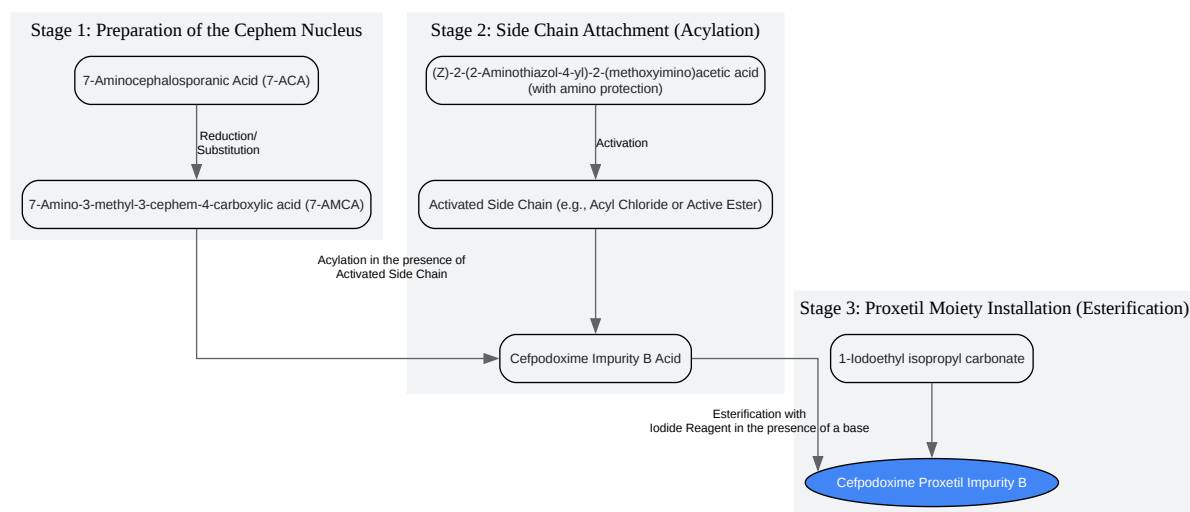 Stage 1: Preparation of the Cephem Nucleus
7-Aminocephalosporanic Acid (7-ACA)
Reduction/
Substitution
7-Amino-3-methyl-3-cephem-4-carboxylic acid (7-AMCA)
Stage 2: Side Chain Attachment (Acylation)
(Z)-2-(2-Aminothiazol-4-yl)-2-(methoxyimino)acetic acid
(with amino protection)
Activation
Activated Side Chain (e.g., Acyl Chloride or Active Ester)
Acylation in the presence of
Activated Side Chain
Cefpodoxime Impurity B Acid
Stage 3: Proxetil Moiety Installation (Esterification)
1-Iodoethyl isopropyl carbonate
Esterification with
Iodide Reagent in the presence of a base
Cefpodoxime Proxetil Impurity B